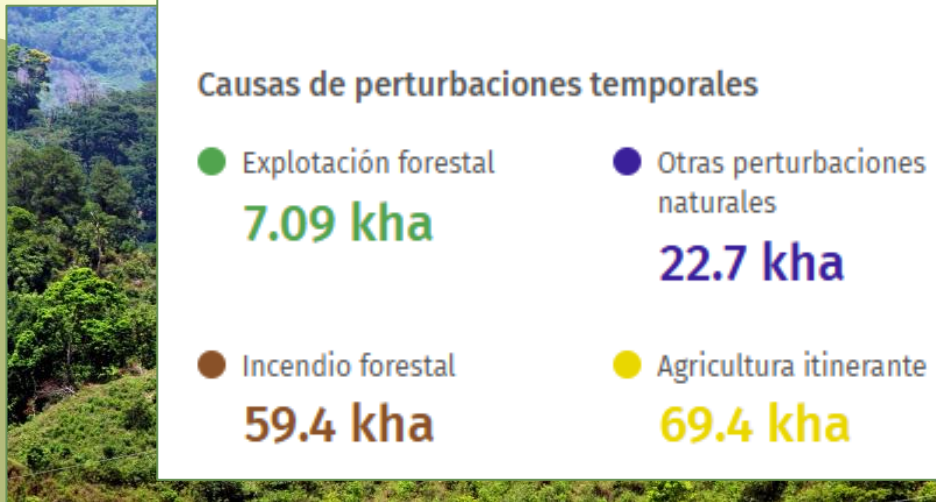 Causas de perturbaciones temporales
Explotación forestal
7.09 kha
Otras perturbaciones
naturales
22.7 kha
Incendio forestal
59.4 kha
Agricultura itinerante
69.4 kha